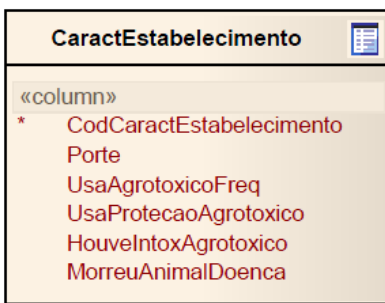 CaractEstabelecimento
«column»
* CodCaractEstabelecimento
Porte
UsaAgrotoxicoFreq
UsaProtecaoAgrotoxico
HouveIntoxAgrotoxico
MorreuAnimalDoenca